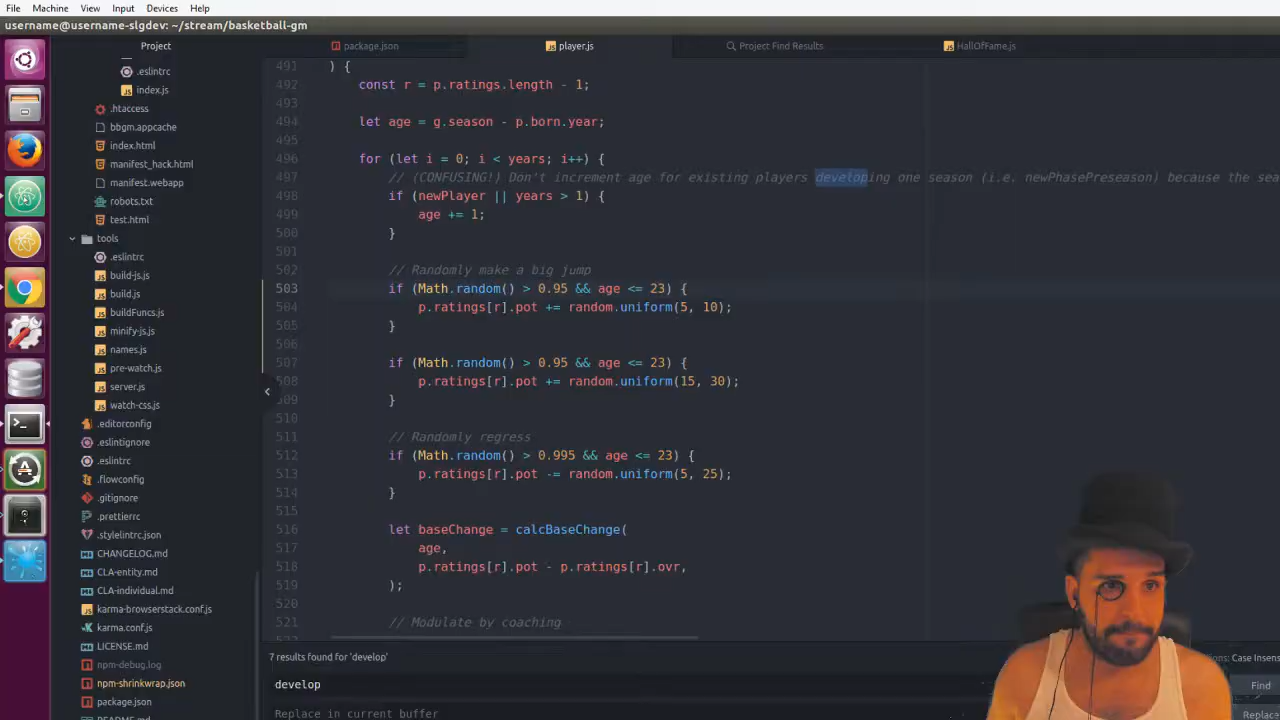 File Machine View Input Devices Help
username@username-slgdev: ~/stream/basketball-gm
Project
package.json
player.js
Project Find Results
HallOfFame.js
.eslintrc
index.js
.htaccess
bbgm.appcache
index.html
manifest_hack.html
manifest.webapp
robots.txt
test.html
tools
.eslintrc
build-js.js
build.js
buildFuncs.js
minify-js.js
names.js
pre-watch.js
server.js
watch-css.js
.editorconfig
.eslintignore
.eslintrc
.flowconfig
.gitignore
.prettierrc
.stylelintrc.json
CHANGELOG.md
CLA-entity.md
CLA-individual.md
karma-browserstack.conf.js
karma.conf.js
LICENSE.md
npm-debug.log
npm-shrinkwrap.json
package.json
README.md
491 ) {
492 const r = p.ratings.length - 1;
493
494 let age = g.season - p.born.year;
495
496 for (let i = 0; i < years; i++) {
497 // (CONFUSING!) Don't increment age for existing players developing one season (i.e. newPhasePreseason) because the sea
498 if (newPlayer || years > 1) {
499 age += 1;
500 }
501
502 // Randomly make a big jump
503 if (Math.random() > 0.95 && age <= 23) {
504 p.ratings[r].pot += random.uniform(5, 10);
505 }
506
507 if (Math.random() > 0.95 && age <= 23) {
508 p.ratings[r].pot += random.uniform(15, 30);
509 }
510
511 // Randomly regress
512 if (Math.random() > 0.995 && age <= 23) {
513 p.ratings[r].pot -= random.uniform(5, 25);
514 }
515
516 let baseChange = calcBaseChange(
517 age,
518 p.ratings[r].pot - p.ratings[r].ovr,
519 );
520
521 // Modulate by coaching
7 results found for 'develop'
ions: Case Insens
develop
Find
Replace in current buffer
Replace